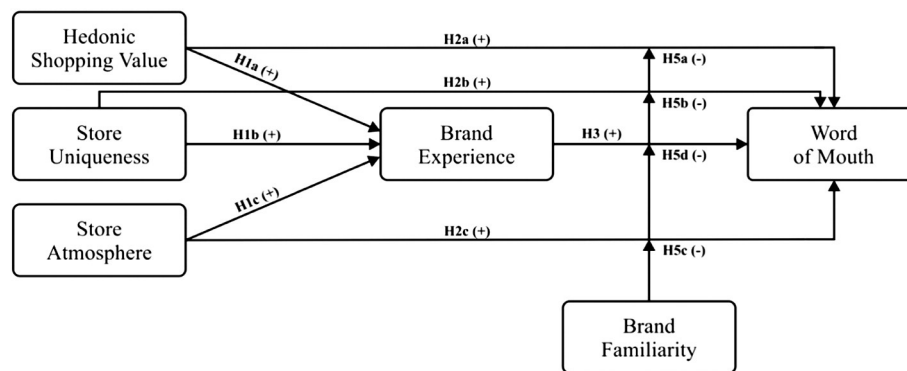 Hedonic
Shopping Value
H2a (+)
H1a (+)
H5a (-)
H2b (+)
H5b (-)
Store
Uniqueness
H1b (+)
Brand
Experience
H3 (+)
H5d (-)
Word
of Mouth
H1c (+)
Store
Atmosphere
H2c (+)
H5c (-)
Brand
Familiarity